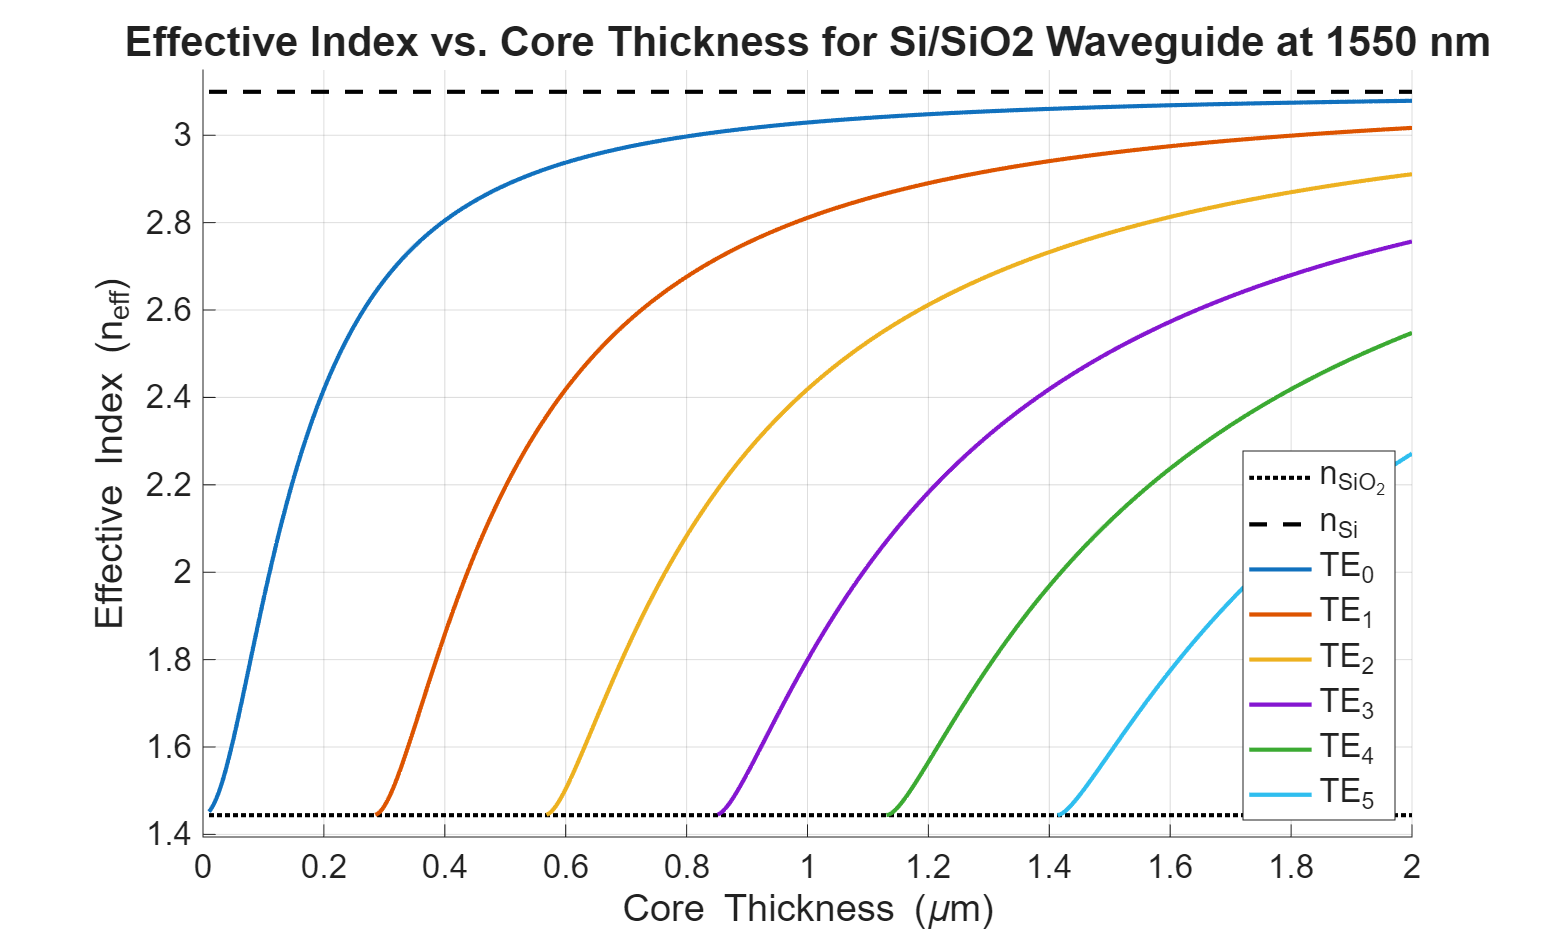 Effective Index vs. Core Thickness for Si/SiO2 Waveguide at 1550 nm
Effective Index (n_eff)
3
2.8
2.6
2.4
2.2
2
1.8
1.6
1.4
0 0.2 0.4 0.6 0.8 1 1.2 1.4 1.6 1.8 2
Core Thickness (μm)
n_SiO₂
n_Si
TE₀
TE₁
TE₂
TE₃
TE₄
TE₅